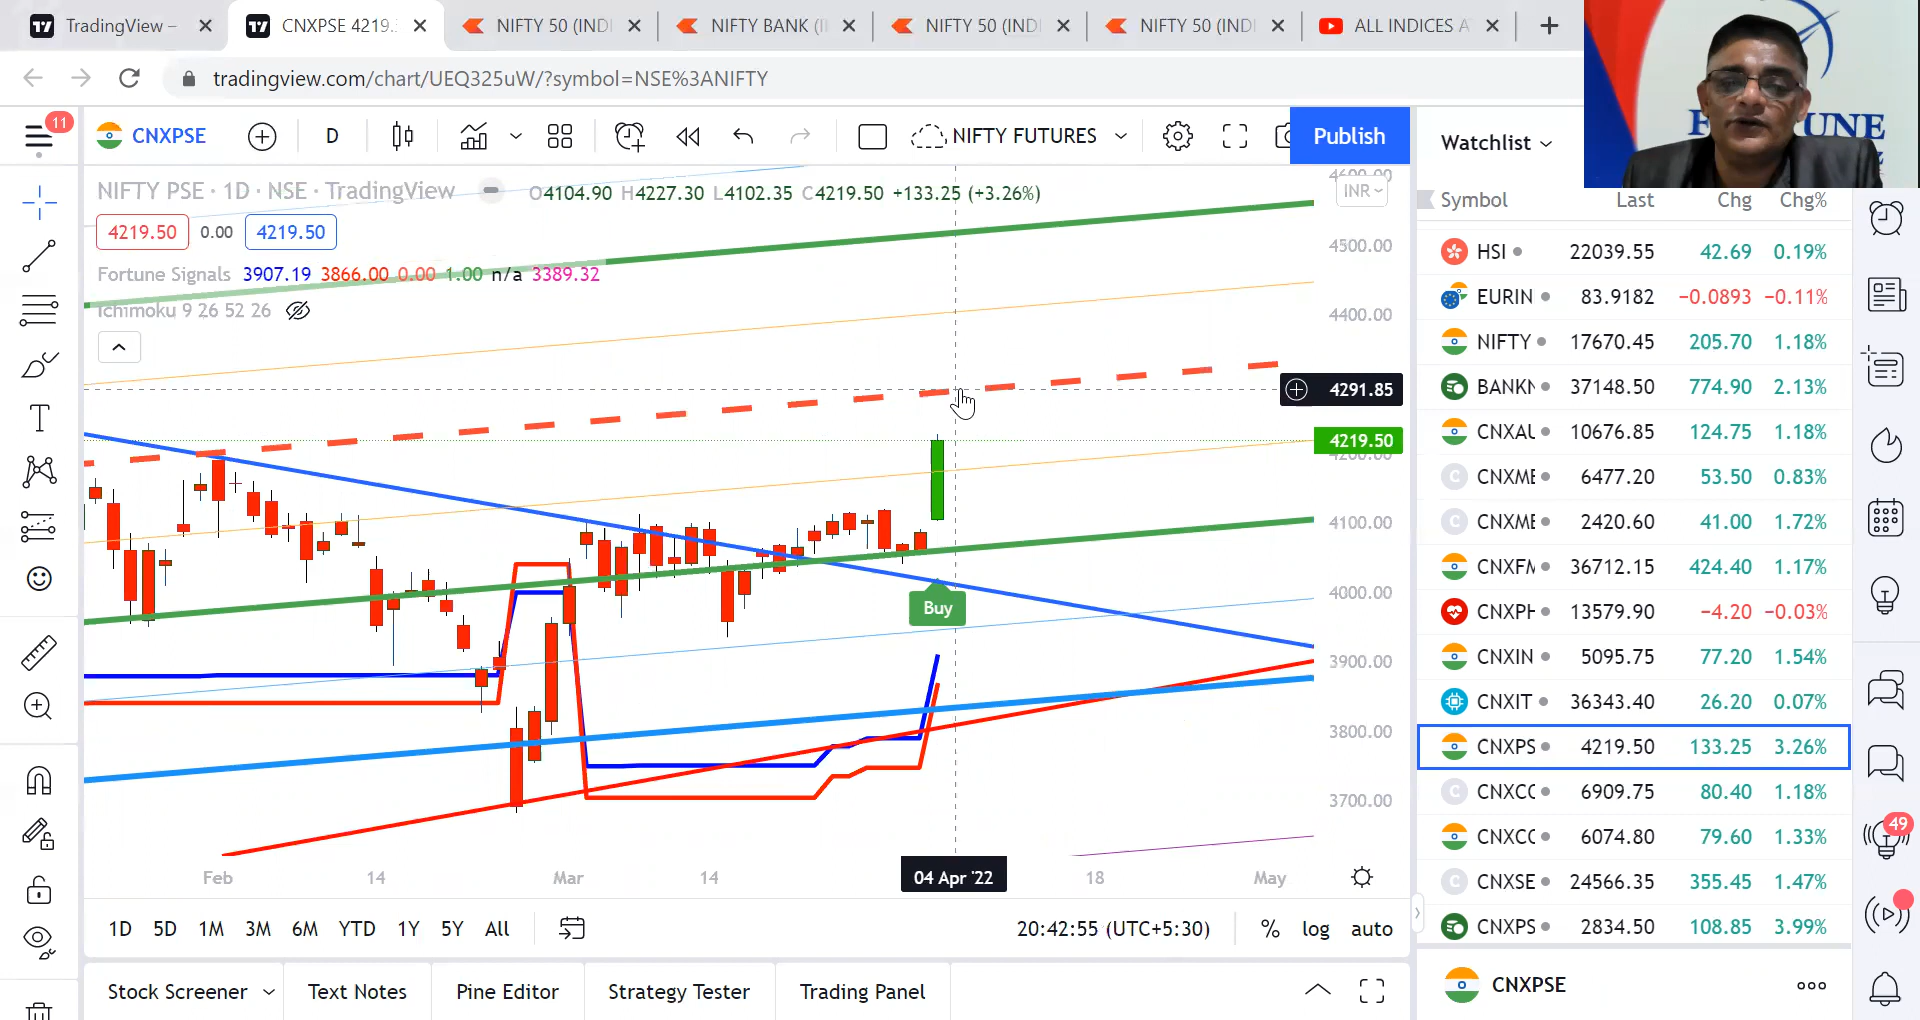 TradingView –
CNXPSE 4219.
NIFTY 50 (IND
NIFTY BANK (I
NIFTY 50 (IND
NIFTY 50 (IND
ALL INDICES A
tradingview.com/chart/UEQ325uW/?symbol=NSE%3ANIFTY
11
CNXPSE
D
NIFTY FUTURES
Publish
Watchlist
NIFTY PSE · 1D · NSE · TradingView
O4104.90 H4227.30 L4102.35 C4219.50 +133.25 (+3.26%)
4219.50
0.00
4219.50
Fortune Signals 3907.19 3866.00 0.00 1.00 n/a 3389.32
Ichimoku 9 26 52 26
4600.00
INR
4500.00
4400.00
4291.85
4219.50
4200.00
4100.00
4000.00
3900.00
3800.00
3700.00
Buy
Feb
14
Mar
14
04 Apr '22
18
May
1D
5D
1M
3M
6M
YTD
1Y
5Y
All
20:42:55 (UTC+5:30)
%
log
auto
Stock Screener
Text Notes
Pine Editor
Strategy Tester
Trading Panel
Symbol Last Chg Chg%
HSI 22039.55 42.69 0.19%
EURIN 83.9182 −0.0893 −0.11%
NIFTY 17670.45 205.70 1.18%
BANKN 37148.50 774.90 2.13%
CNXAU 10676.85 124.75 1.18%
CNXME 6477.20 53.50 0.83%
CNXME 2420.60 41.00 1.72%
CNXFM 36712.15 424.40 1.17%
CNXPH 13579.90 −4.20 −0.03%
CNXIN 5095.75 77.20 1.54%
CNXIT 36343.40 26.20 0.07%
CNXPS 4219.50 133.25 3.26%
CNXCO 6909.75 80.40 1.18%
CNXCO 6074.80 79.60 1.33%
CNXSE 24566.35 355.45 1.47%
CNXPS 2834.50 108.85 3.99%
CNXPSE
49